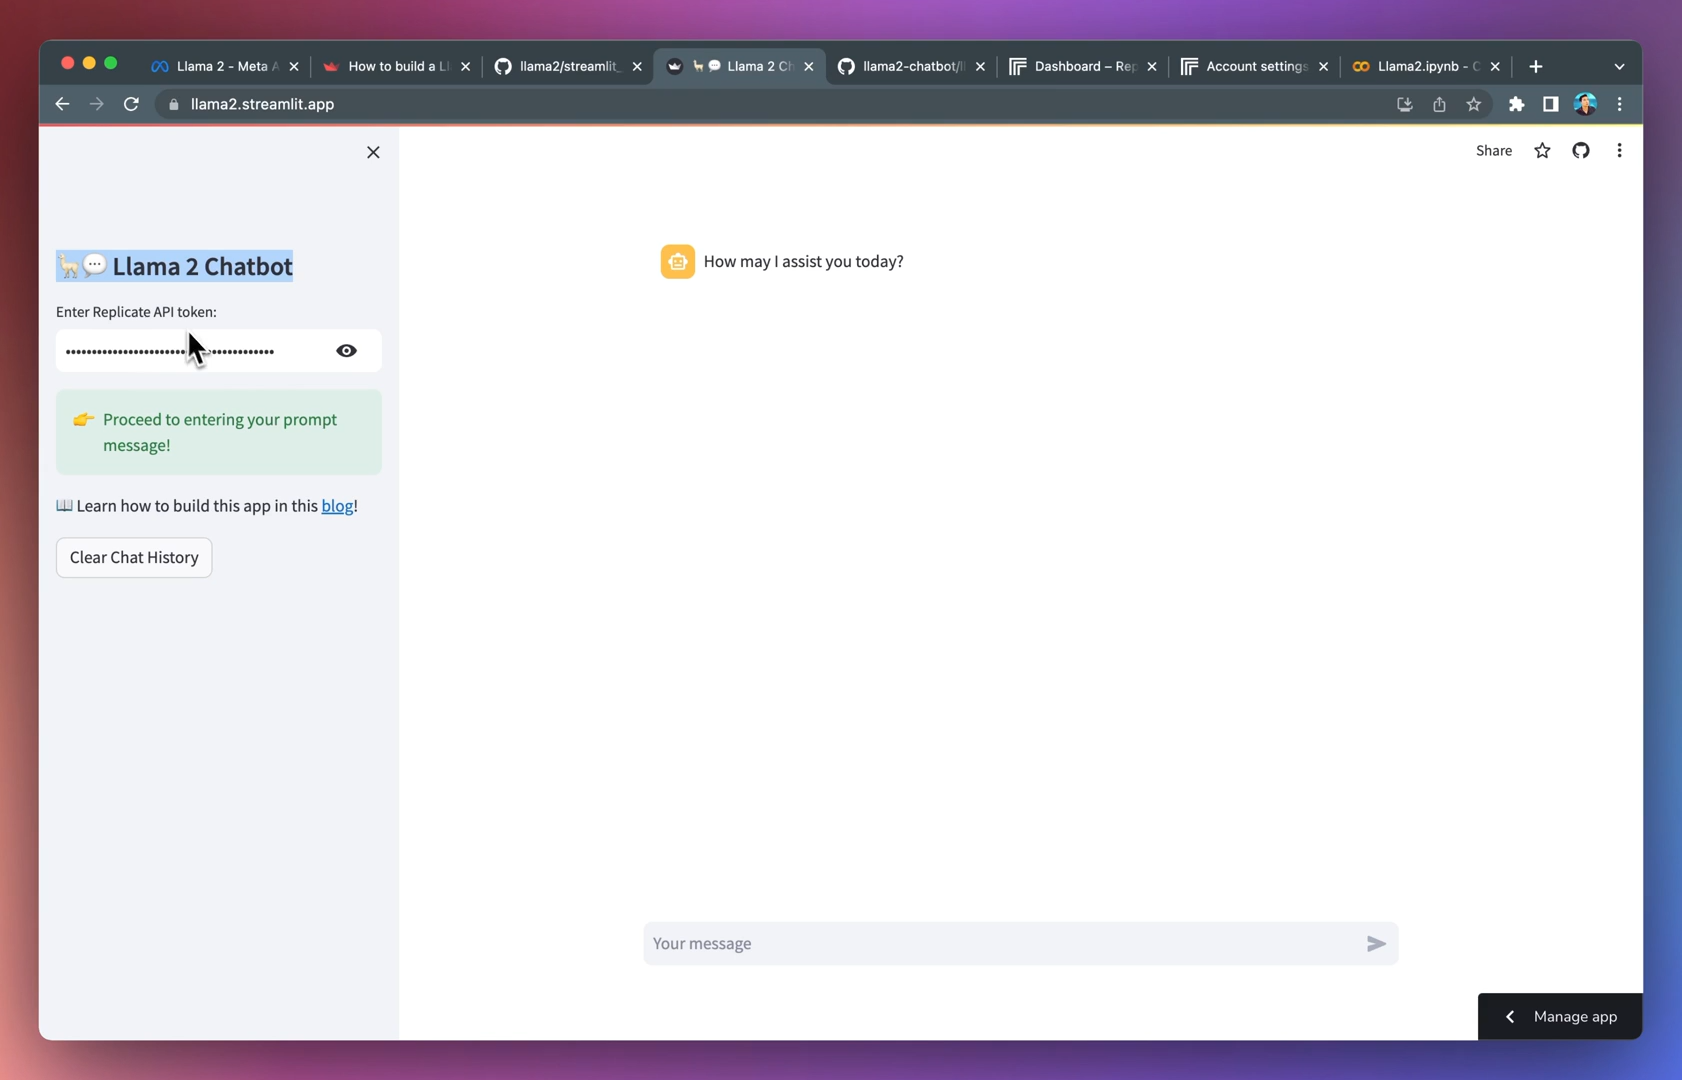 Llama 2 - Meta A
How to build a Ll
llama2/streamlit_
Llama 2 Ch
llama2-chatbot/l
Dashboard – Rep
Account settings
Llama2.ipynb - C
llama2.streamlit.app
Share
🦙💬 Llama 2 Chatbot
How may I assist you today?
Enter Replicate API token:
👉 Proceed to entering your prompt
message!
📖 Learn how to build this app in this blog!
Clear Chat History
Your message
Manage app